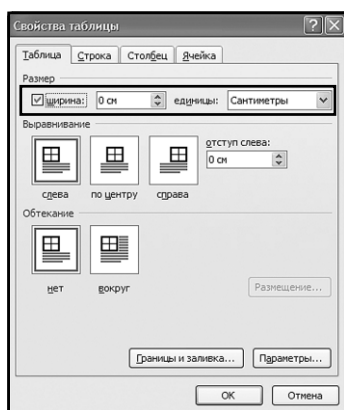 Свойства таблицы
Таблица Строка Столбец Ячейка
Размер
ширина: 0 см единицы: Сантиметры
Выравнивание
отступ слева:
0 см
слева по центру справа
Обтекание
нет вокруг
Размещение...
Границы и заливка... Параметры...
ОК Отмена